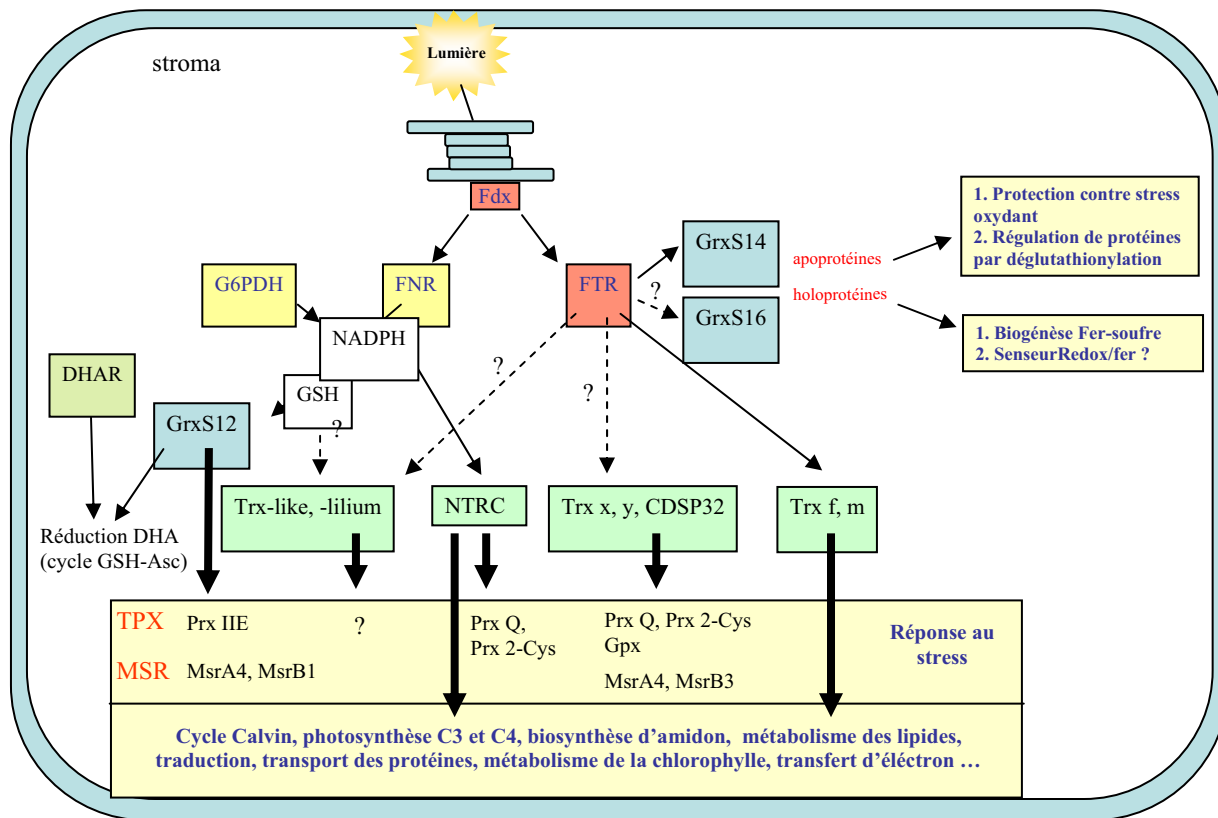 Lumière
stroma
Fdx
1. Protection contre stress
oxydant
2. Régulation de protéines
par déglutathionylation
GrxS14
apoprotéines
G6PDH
FNR
FTR
?
holoprotéines
GrxS16
NADPH
1. Biogénèse Fer-soufre
2. SenseurRedox/fer ?
DHAR
?
?
GSH
GrxS12
?
Trx-like, -lilium
NTRC
Trx x, y, CDSP32
Trx f, m
Réduction DHA
(cycle GSH-Asc)
TPX
Prx IIE
?
Prx Q,
Prx 2-Cys
Prx Q, Prx 2-Cys
Gpx
Réponse au
stress
MSR
MsrA4, MsrB1
MsrA4, MsrB3
Cycle Calvin, photosynthèse C3 et C4, biosynthèse d’amidon, métabolisme des lipides,
traduction, transport des protéines, métabolisme de la chlorophylle, transfert d’éléctron …